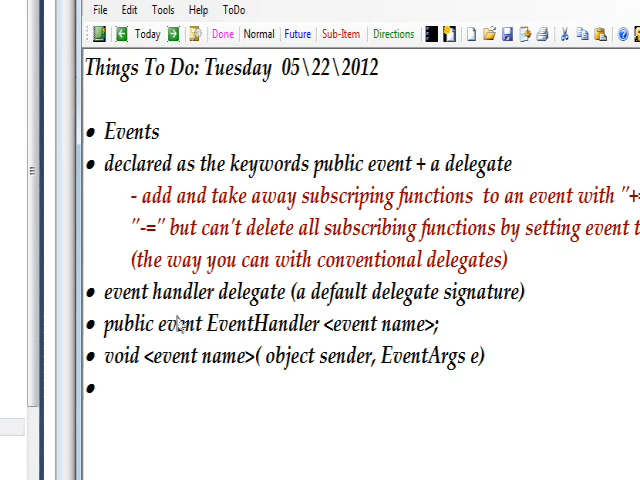 File Edit Tools Help ToDo
Today Done Normal Future Sub-Item Directions
Things To Do: Tuesday 05\22\2012
• Events
• declared as the keywords public event + a delegate
- add and take away subscriping functions to an event with "+=
"-=" but can't delete all subscribing functions by setting event t
(the way you can with conventional delegates)
• event handler delegate (a default delegate signature)
• public event EventHandler <event name>;
• void <event name>( object sender, EventArgs e)
•